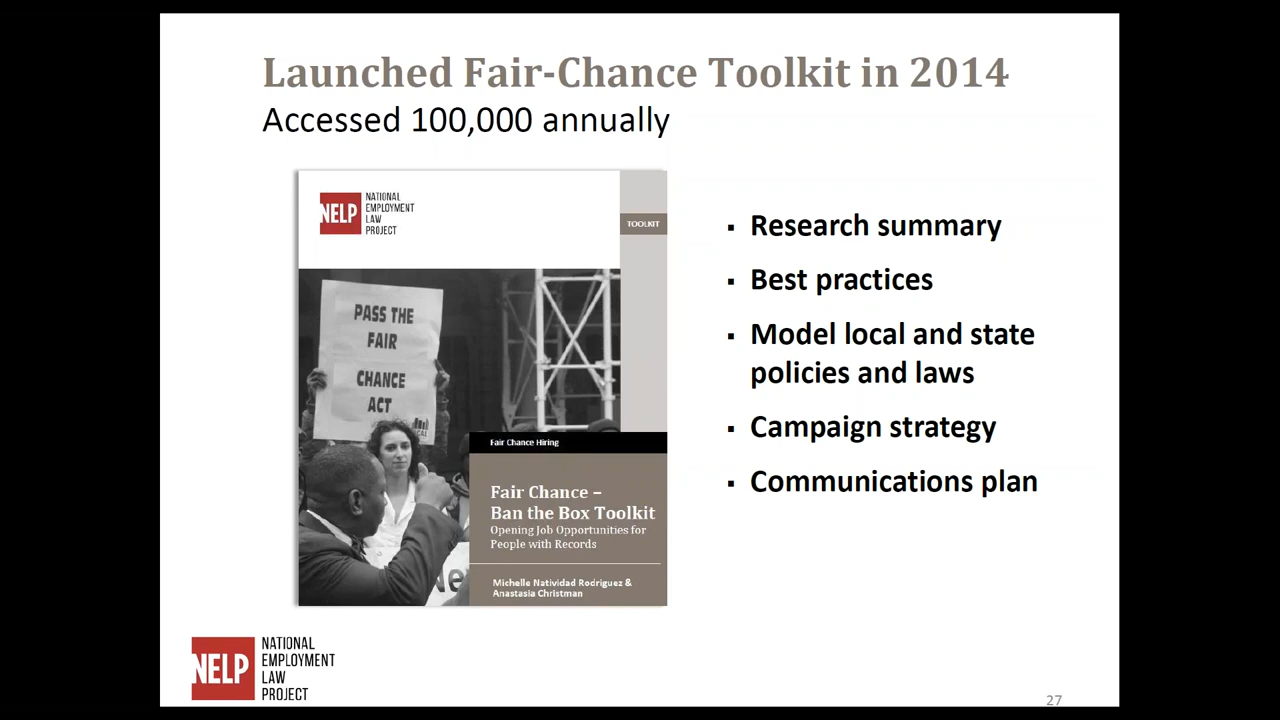 Launched Fair-Chance Toolkit in 2014
Accessed 100,000 annually
NELP
NATIONAL
EMPLOYMENT
LAW
PROJECT
TOOLKIT
PASS THE
FAIR
CHANCE
ACT
Fair Chance Hiring
Fair Chance –
Ban the Box Toolkit
Opening Job Opportunities for
People with Records
Michelle Natividad Rodriguez &
Anastasia Christman
▪ Research summary
▪ Best practices
▪ Model local and state
policies and laws
▪ Campaign strategy
▪ Communications plan
NELP
NATIONAL
EMPLOYMENT
LAW
PROJECT
27